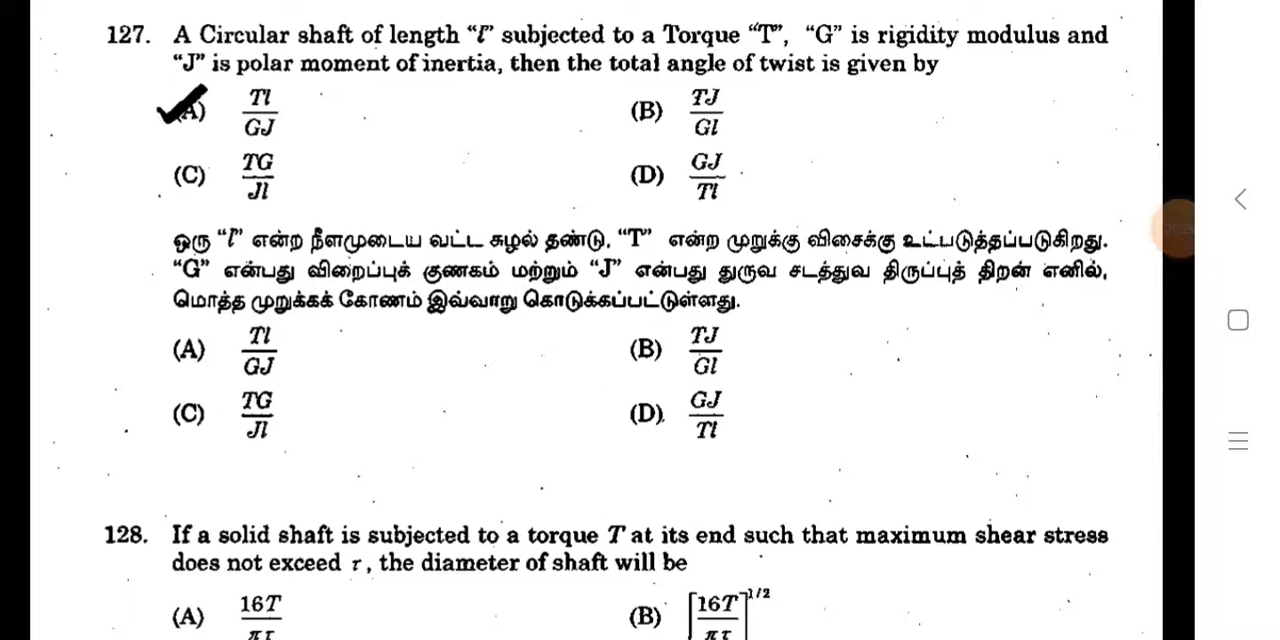 127. A Circular shaft of length “l” subjected to a Torque “T”, “G” is rigidity modulus and
“J” is polar moment of inertia, then the total angle of twist is given by
(A) Tl/GJ (B) TJ/Gl
(C) TG/Jl (D) GJ/Tl
ஒரு “l” என்ற நீளமுடைய வட்ட சுழல் தண்டு, “T” என்ற முறுக்கு விசைக்கு உட்படுத்தப்படுகிறது.
“G” என்பது விறைப்புக் குணகம் மற்றும் “J” என்பது துருவ சடத்துவ திருப்புத் திறன் எனில்,
மொத்த முறுக்கக் கோணம் இவ்வாறு கொடுக்கப்பட்டுள்ளது.
(A) Tl/GJ (B) TJ/Gl
(C) TG/Jl (D) GJ/Tl
128. If a solid shaft is subjected to a torque T at its end such that maximum shear stress
does not exceed τ, the diameter of shaft will be
(A) 16T/πτ (B) [16T/πτ]^1/2